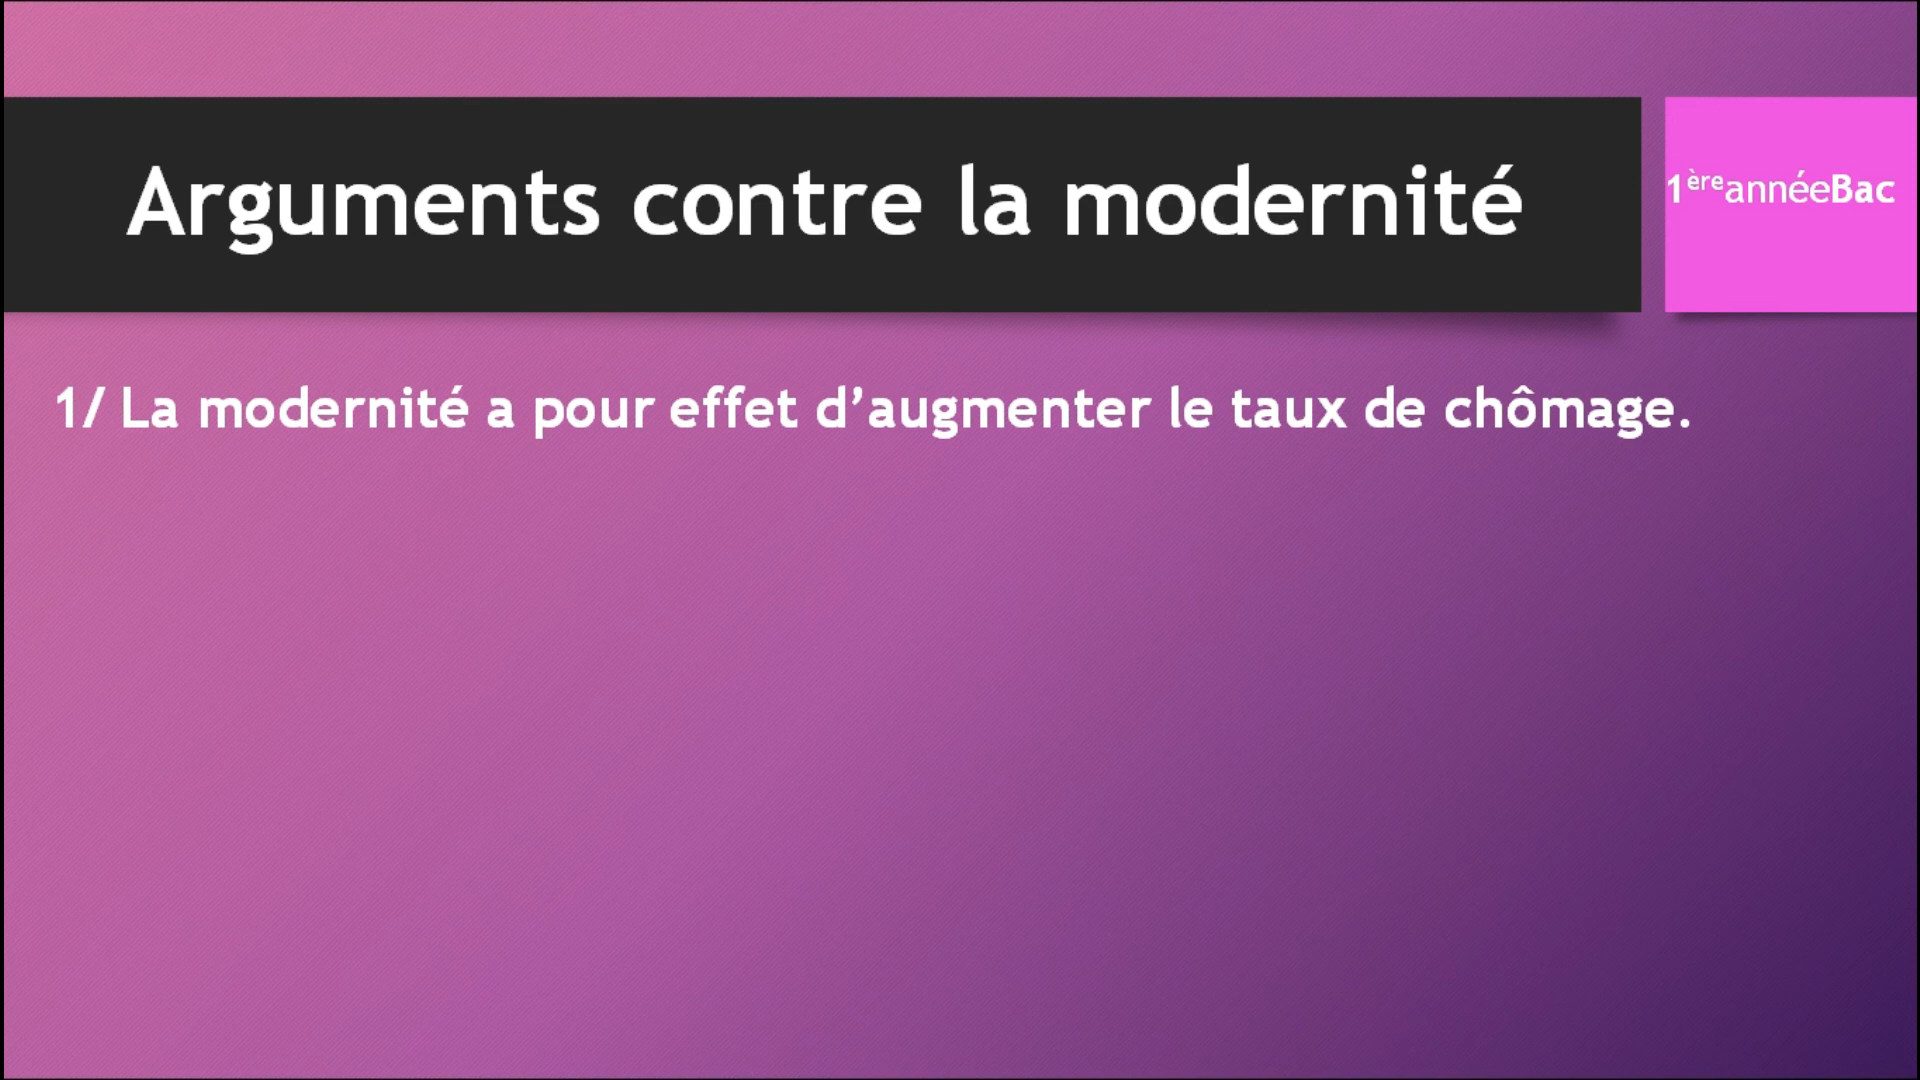 Arguments contre la modernité
1èreannéeBac
1/ La modernité a pour effet d’augmenter le taux de chômage.